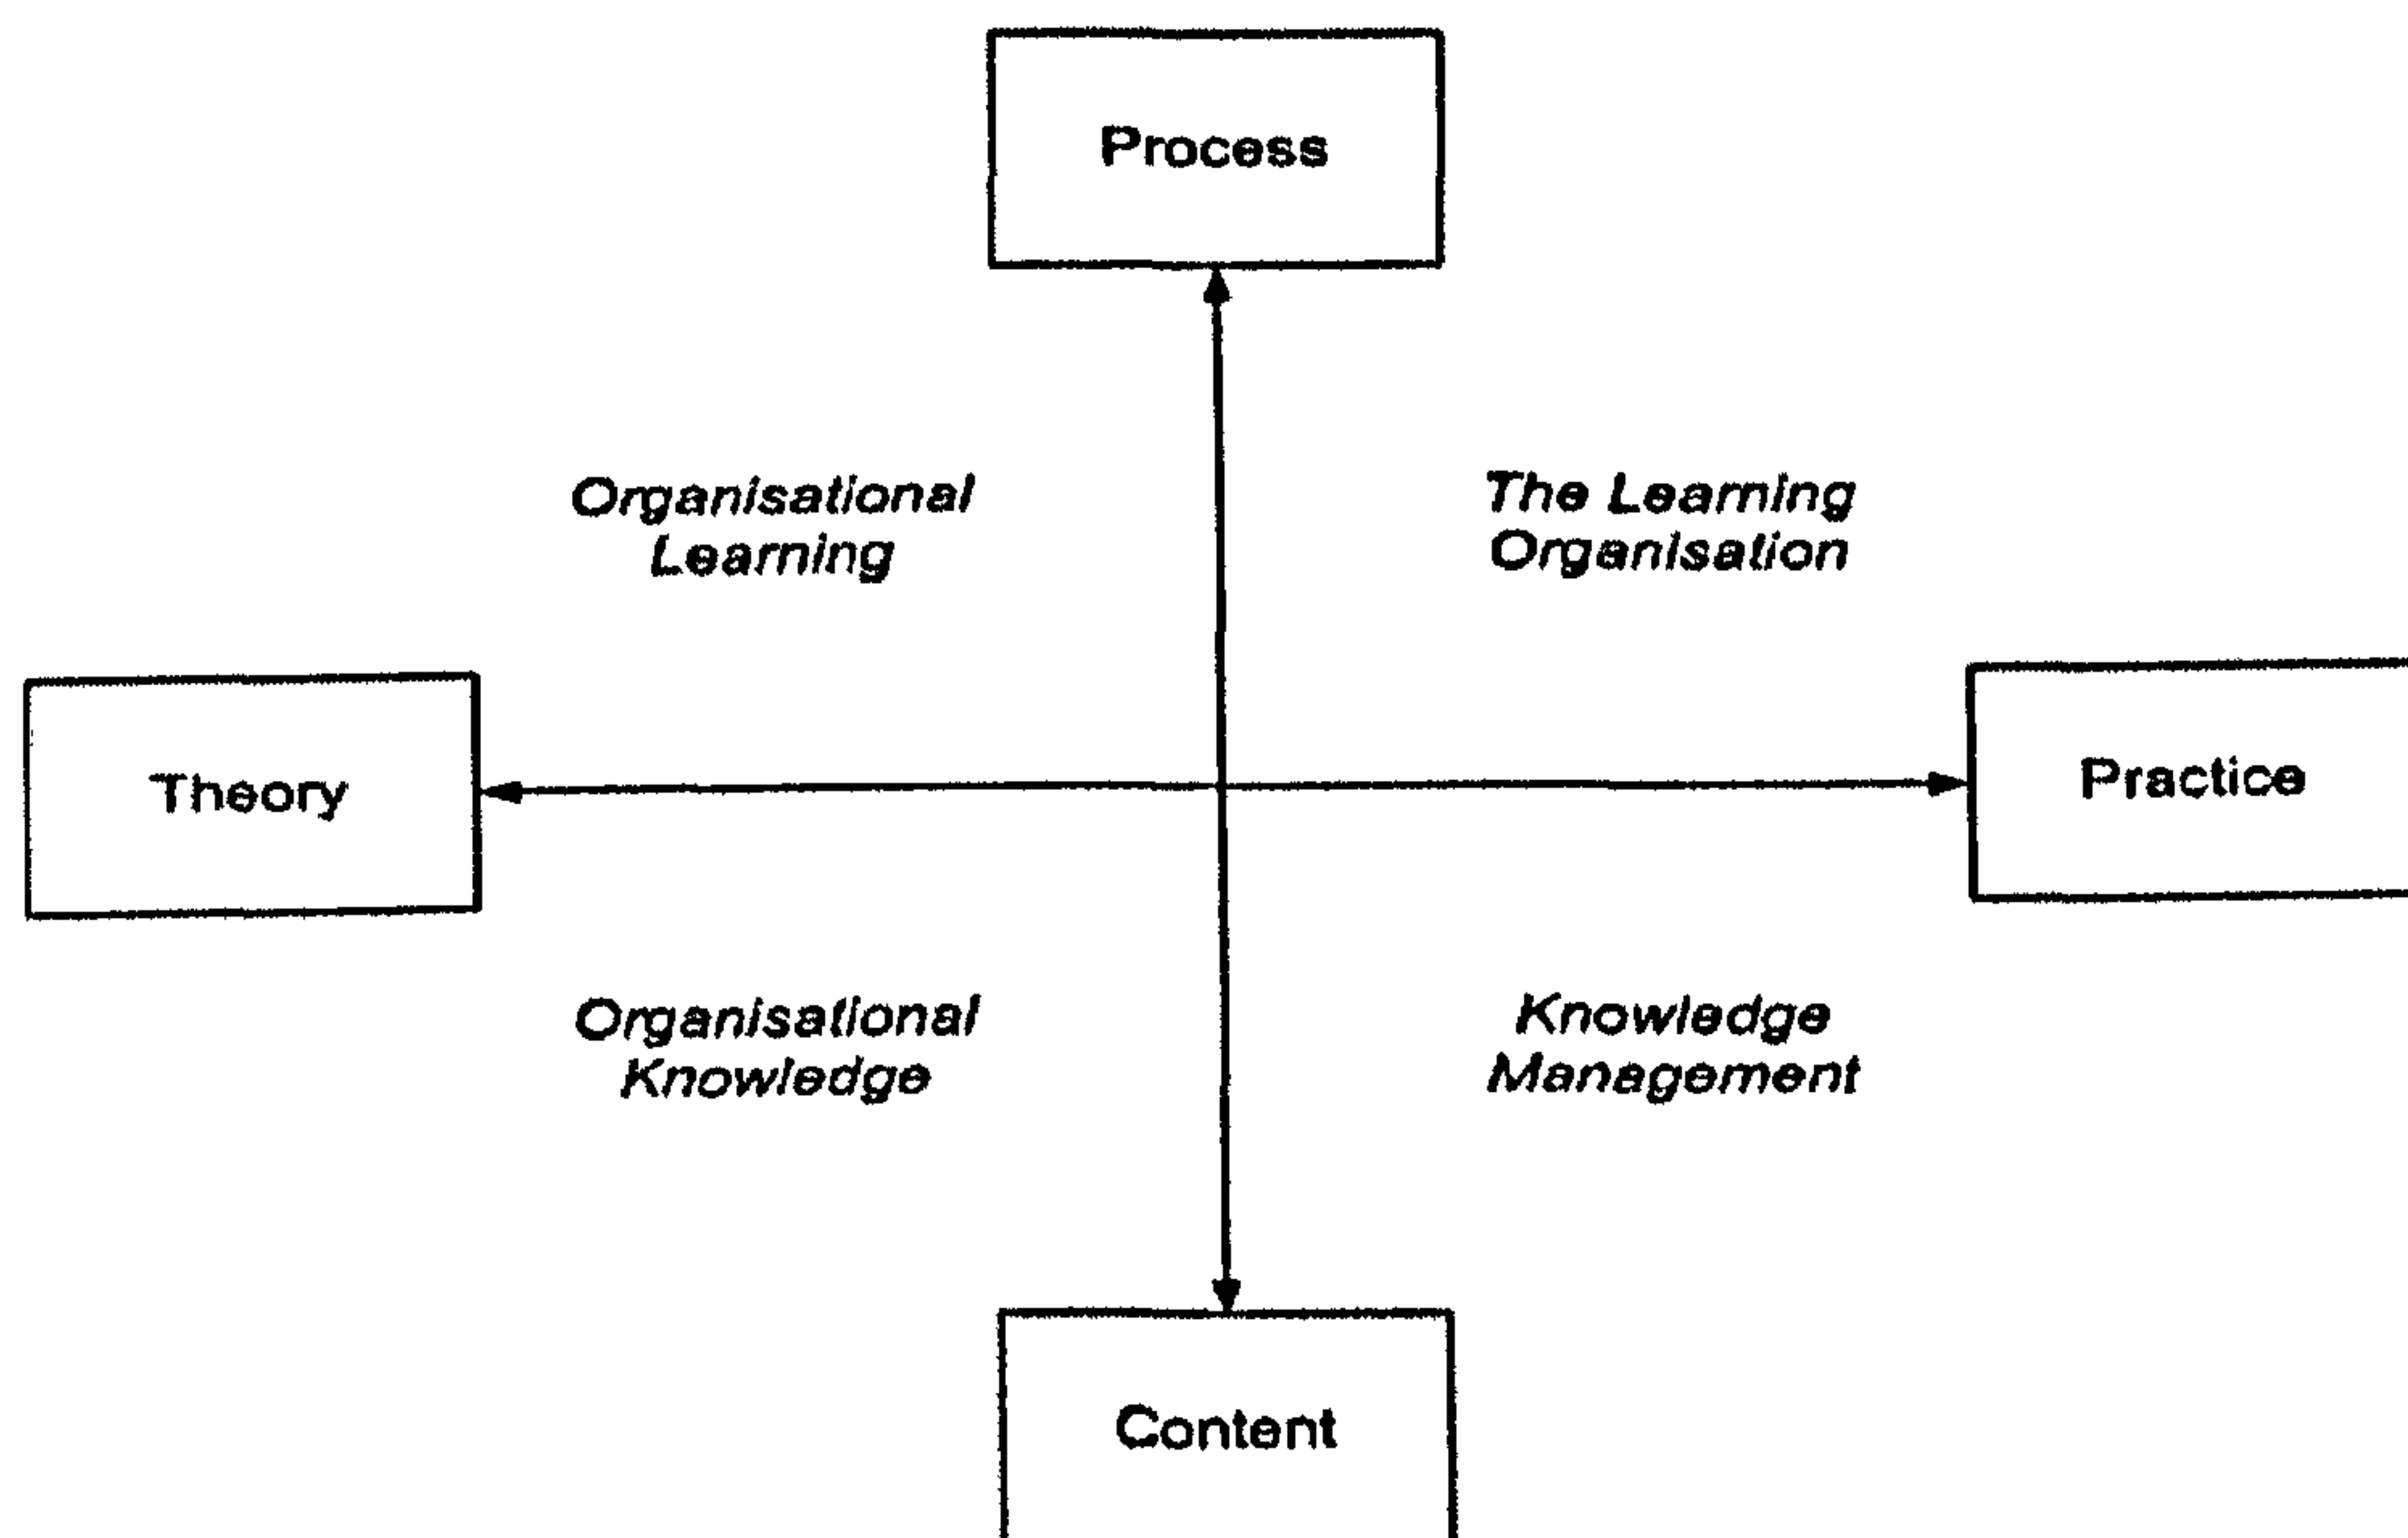 Process
Organisational
Learning
The Learning
Organisation
Theory
Practice
Organisational
Knowledge
Knowledge
Management
Content